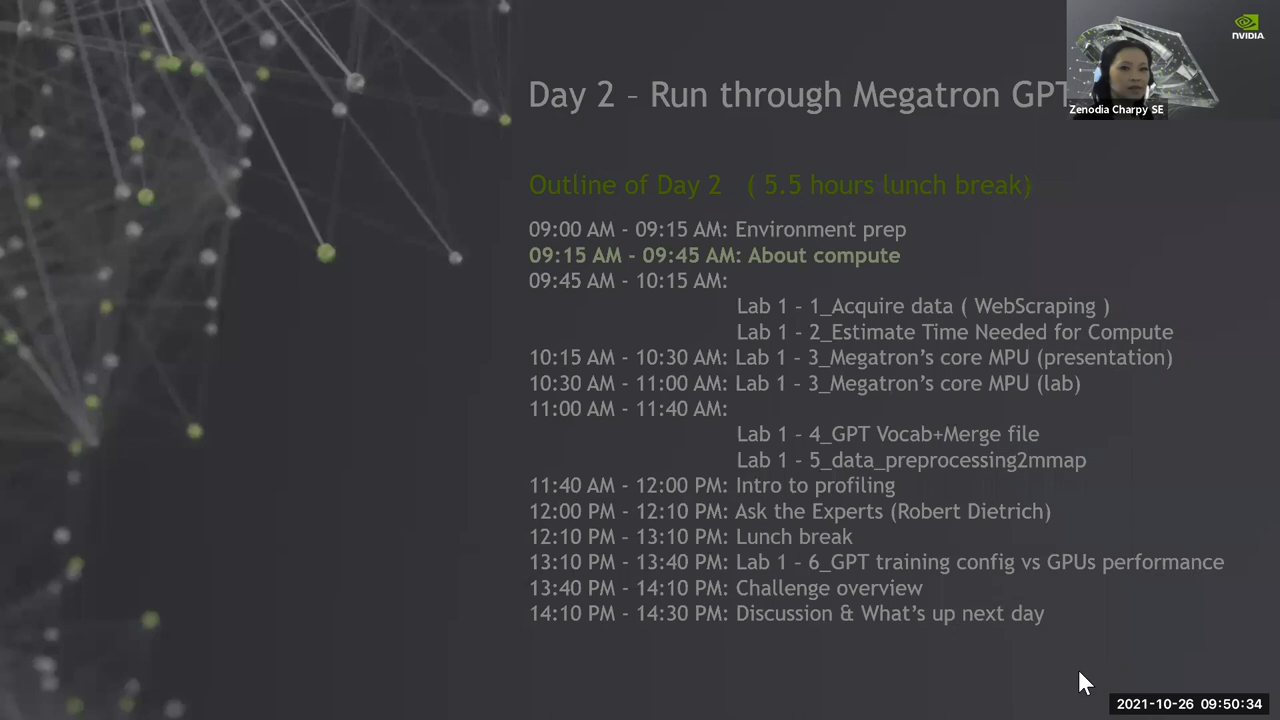 NVIDIA
Day 2 – Run through Megatron GPT
Zenodia Charpy SE
Outline of Day 2 ( 5.5 hours lunch break)
09:00 AM - 09:15 AM: Environment prep
09:15 AM - 09:45 AM: About compute
09:45 AM - 10:15 AM:
Lab 1 - 1_Acquire data ( WebScraping )
Lab 1 - 2_Estimate Time Needed for Compute
10:15 AM - 10:30 AM: Lab 1 - 3_Megatron’s core MPU (presentation)
10:30 AM - 11:00 AM: Lab 1 - 3_Megatron’s core MPU (lab)
11:00 AM - 11:40 AM:
Lab 1 - 4_GPT Vocab+Merge file
Lab 1 - 5_data_preprocessing2mmap
11:40 AM - 12:00 PM: Intro to profiling
12:00 PM - 12:10 PM: Ask the Experts (Robert Dietrich)
12:10 PM - 13:10 PM: Lunch break
13:10 PM - 13:40 PM: Lab 1 - 6_GPT training config vs GPUs performance
13:40 PM - 14:10 PM: Challenge overview
14:10 PM - 14:30 PM: Discussion & What’s up next day
2021-10-26 09:50:34